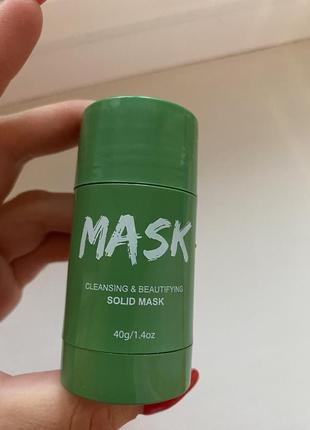 MASK
CLEANSING & BEAUTIFYING
SOLID MASK
40g/1.4oz